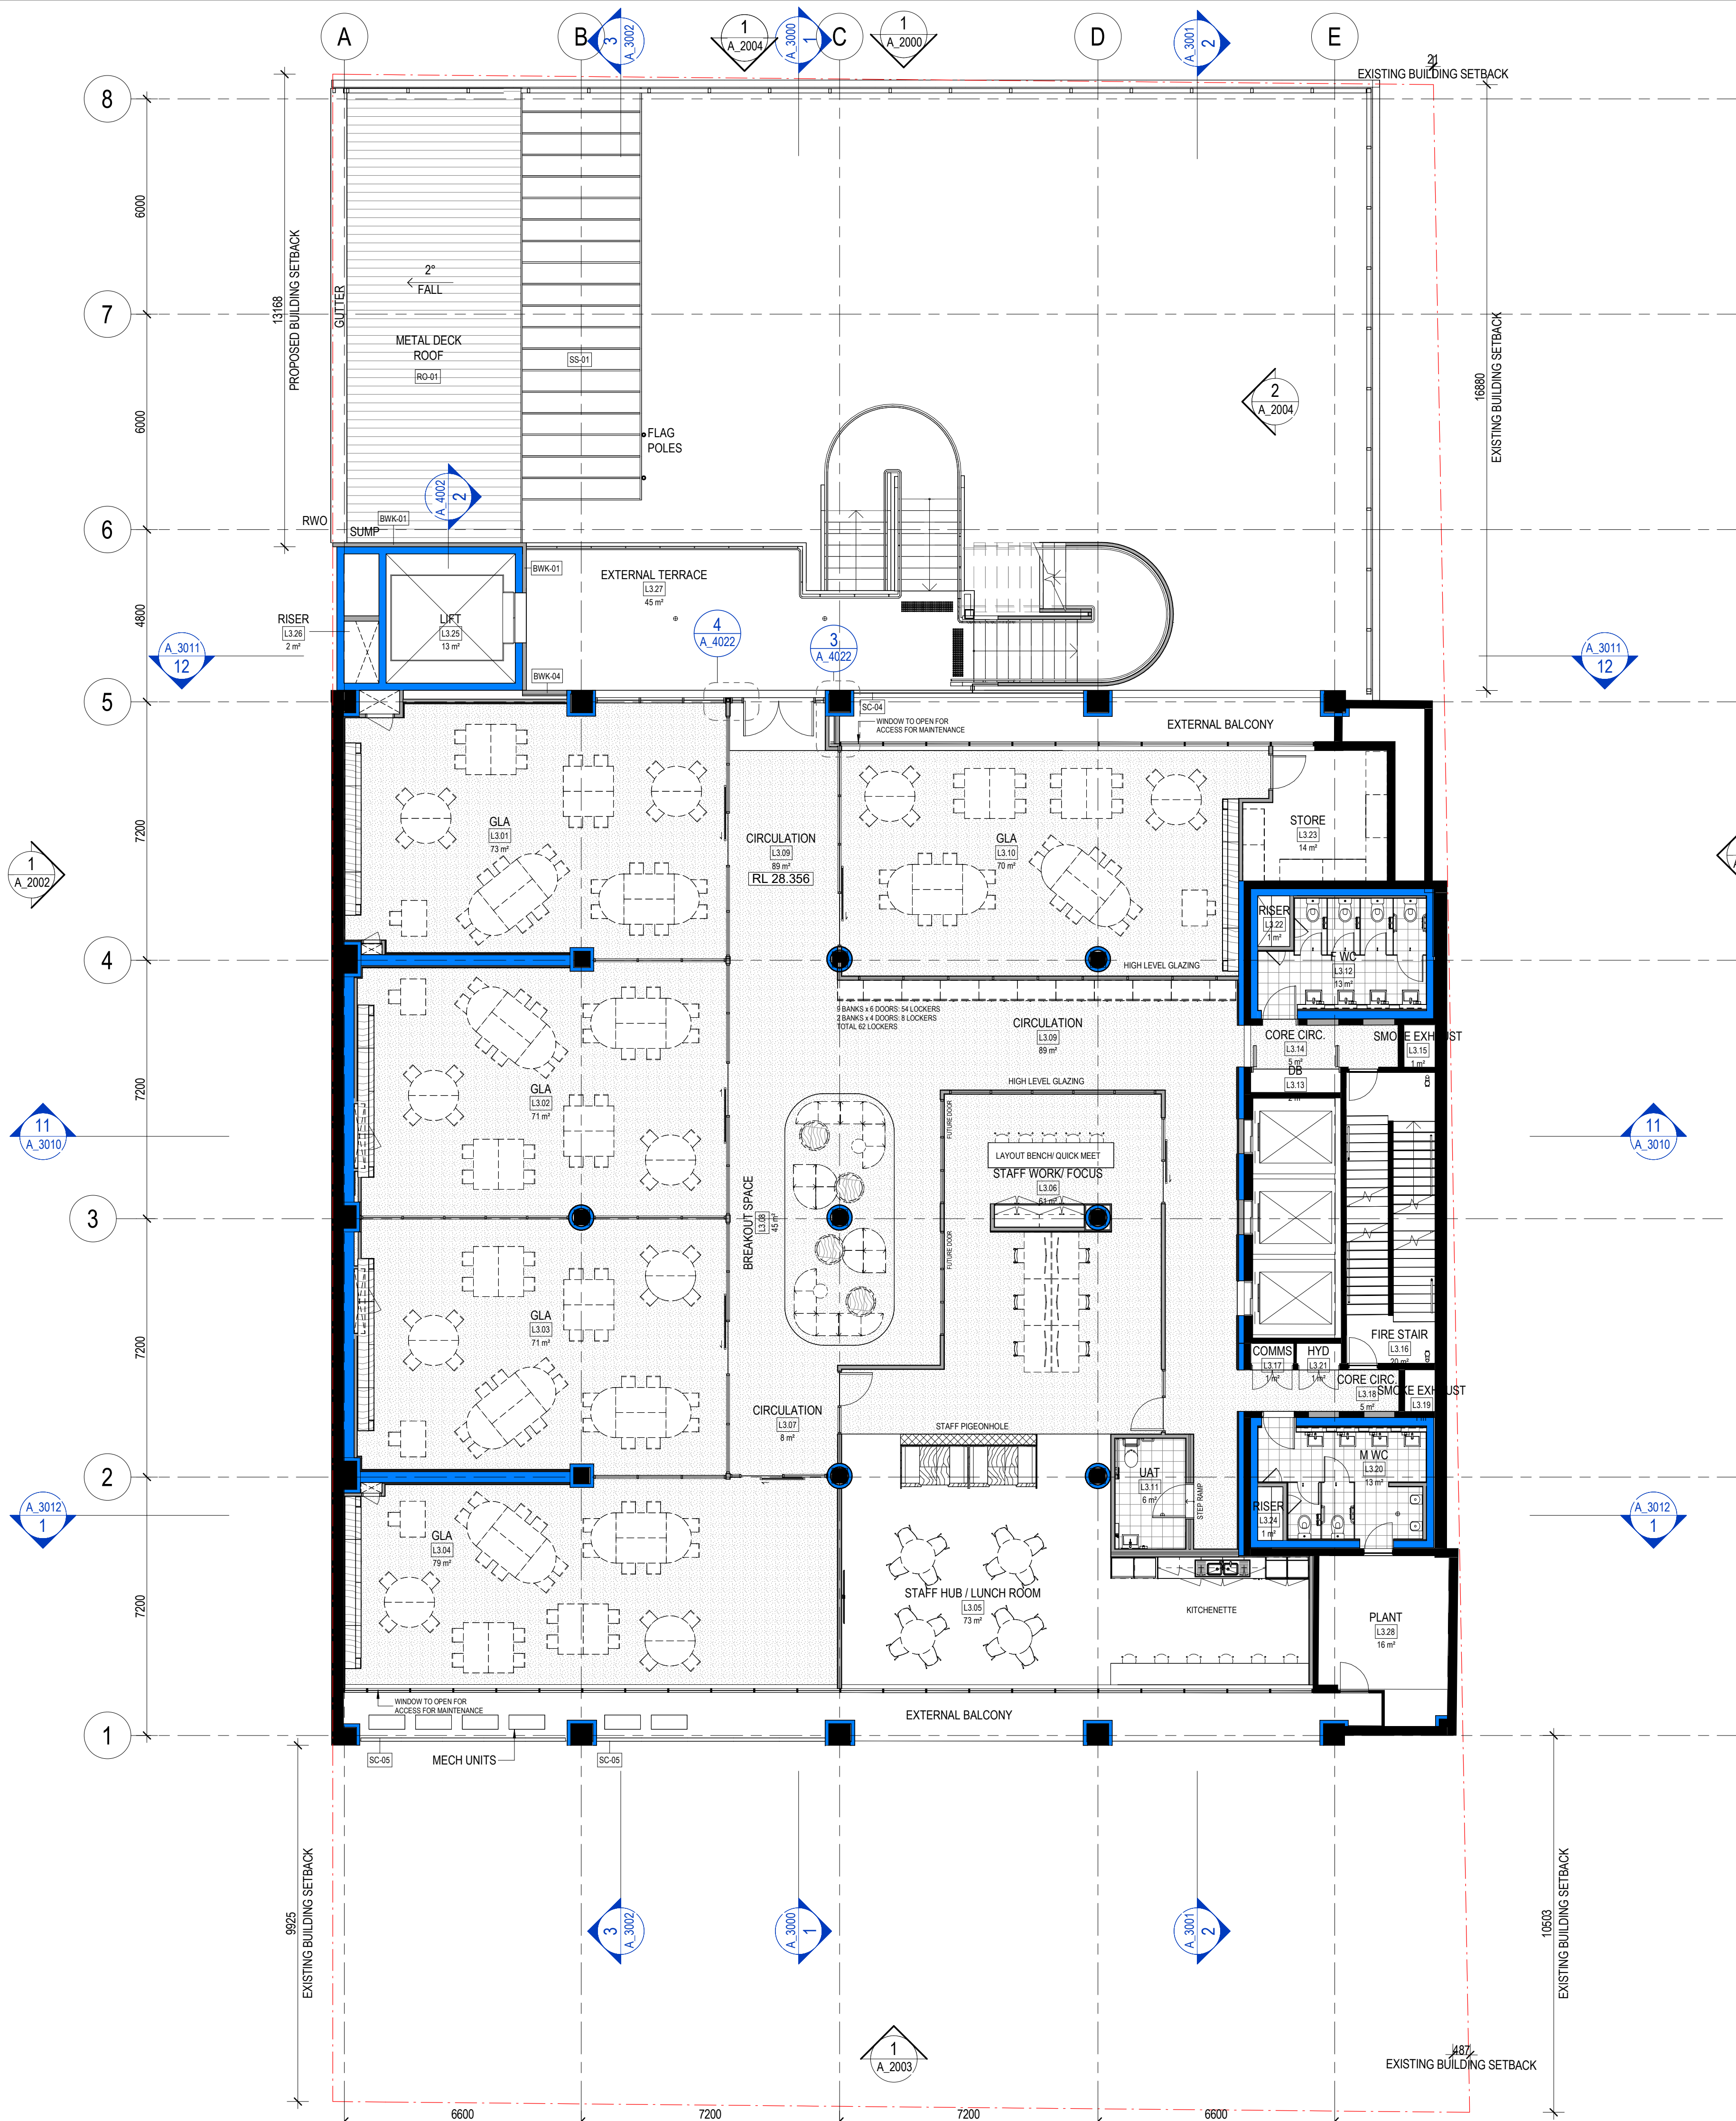 A
B
C
D
E
3
A_3002
1
A_2004
A_3000
1
1
A_2000
A_3001
2
21
EXISTING BUILDING SETBACK
8
7
6
5
4
3
2
1
6000
6000
4800
7200
7200
7200
7200
13168
PROPOSED BUILDING SETBACK
GUTTER
2°
FALL
METAL DECK
ROOF
RO-01
SS-01
FLAG
POLES
16880
EXISTING BUILDING SETBACK
2
A_2004
A_4002
2
RWO
SUMP
BWK-01
BWK-01
EXTERNAL TERRACE
L3.27
45 m²
RISER
L3.26
2 m²
LIFT
L3.25
13 m²
4
A_4022
3
A_4022
A_3011
12
A_3011
12
BWK-04
SC-04
WINDOW TO OPEN FOR
ACCESS FOR MAINTENANCE
EXTERNAL BALCONY
GLA
L3.01
73 m²
CIRCULATION
L3.09
89 m²
RL 28.356
GLA
L3.10
70 m²
STORE
L3.23
14 m²
1
A_2002
RISER
L3.22
1 m²
F WC
L3.12
13 m²
HIGH LEVEL GLAZING
9 BANKS x 6 DOORS: 54 LOCKERS
2 BANKS x 4 DOORS: 8 LOCKERS
TOTAL 62 LOCKERS
CIRCULATION
L3.09
89 m²
CORE CIRC.
L3.14
5 m²
SMOKE EXHAUST
L3.15
1 m²
DB
L3.13
2 m²
HIGH LEVEL GLAZING
FUTURE DOOR
GLA
L3.02
71 m²
11
A_3010
11
A_3010
LAYOUT BENCH/ QUICK MEET
STAFF WORK/ FOCUS
L3.06
61 m²
BREAKOUT SPACE
L3.08
45 m²
FUTURE DOOR
GLA
L3.03
71 m²
FIRE STAIR
L3.16
20 m²
COMMS
L3.17
1 m²
HYD
L3.21
1 m²
CORE CIRC.
L3.18
5 m²
SMOKE EXHAUST
L3.19
CIRCULATION
L3.07
8 m²
STAFF PIGEONHOLE
UAT
L3.11
6 m²
STEP RAMP
M WC
L3.20
13 m²
RISER
L3.24
1 m²
A_3012
1
A_3012
1
GLA
L3.04
79 m²
STAFF HUB / LUNCH ROOM
L3.05
73 m²
KITCHENETTE
PLANT
L3.28
16 m²
WINDOW TO OPEN FOR
ACCESS FOR MAINTENANCE
EXTERNAL BALCONY
SC-05
MECH UNITS
SC-05
9925
EXISTING BUILDING SETBACK
10503
EXISTING BUILDING SETBACK
3
A_3002
A_3000
1
A_3001
2
1
A_2003
487
EXISTING BUILDING SETBACK
6600
7200
7200
6600